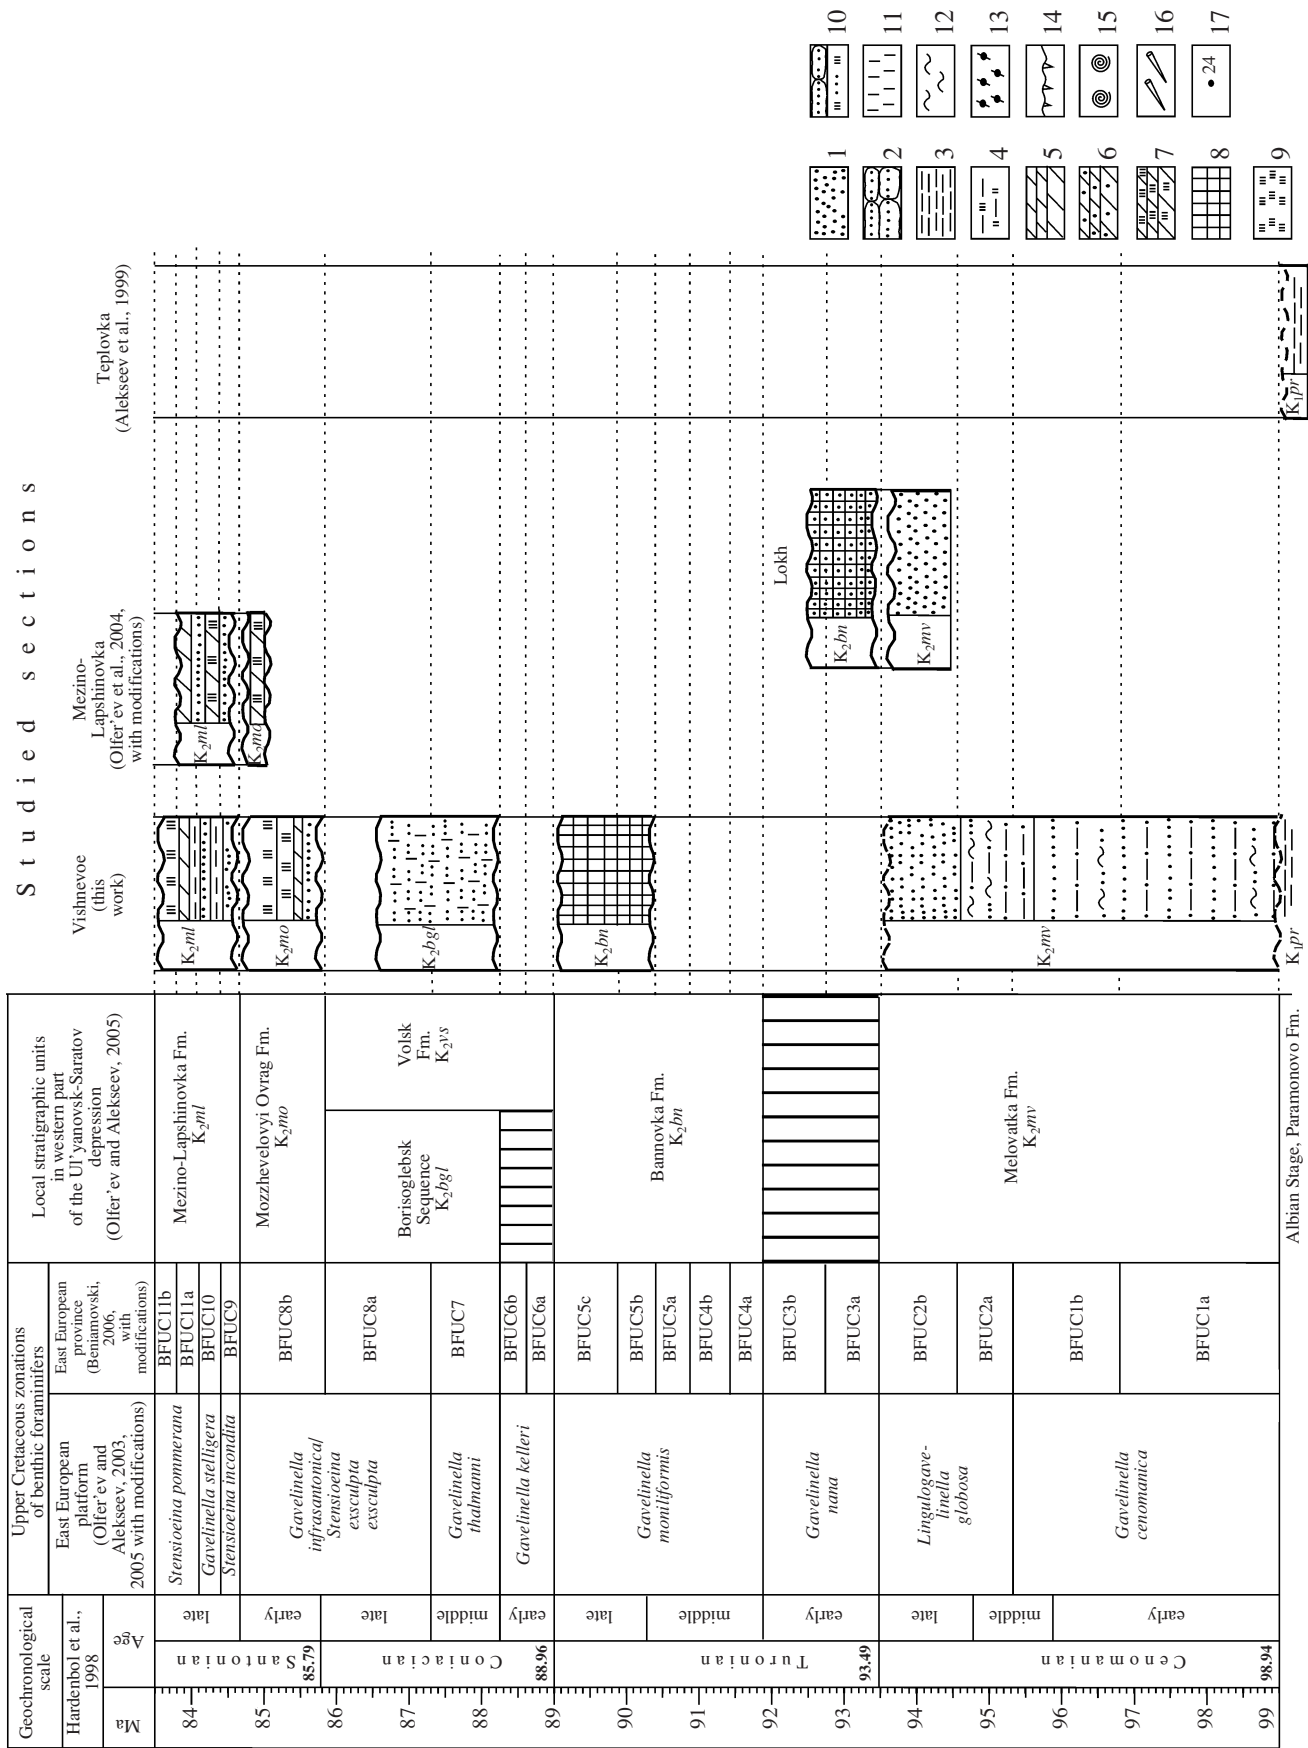 Studied sections
Geochronological
scale
Hardenbol et al.,
1998
Ma
Age
Upper Cretaceous zonations
of benthic foraminifers
East European
platform
(Olfer'ev and
Alekseev, 2003,
2005 with modifications)
East European
province
(Beniamovski,
2006,
with
modifications)
Local stratigraphic units
in western part
of the Ul'yanovsk-Saratov
depression
(Olfer'ev and Alekseev, 2005)
Vishnevoe
(this
work)
Mezino-
Lapshinovka
(Olfer'ev et al., 2004,
with modifications)
Lokh
Teplovka
(Alekseev et al., 1999)
84
85
86
87
88
89
90
91
92
93
94
95
96
97
98
99
Santonian
85.79
Coniacian
88.96
Turonian
93.49
Cenomanian
98.94
late
early
late
middle
early
late
middle
early
late
middle
early
Stensioeina pommerana
Gavelinella stelligera
Stensioeina incondita
Gavelinella
infrasantonica/
Stensioeina
exsculpta
exsculpta
Gavelinella
thalmanni
Gavelinella kelleri
Gavelinella
moniliformis
Gavelinella
nana
Lingulogave-
linella
globosa
Gavelinella
cenomanica
BFUC11b
BFUC11a
BFUC10
BFUC9
BFUC8b
BFUC8a
BFUC7
BFUC6b
BFUC6a
BFUC5c
BFUC5b
BFUC5a
BFUC4b
BFUC4a
BFUC3b
BFUC3a
BFUC2b
BFUC2a
BFUC1b
BFUC1a
Mezino-Lapshinovka Fm.
K₂ml
Mozzhevelovyi Ovrag Fm.
K₂mo
Borisoglebsk
Sequence
K₂bgl
Volsk
Fm.
K₂vs
Bannovka Fm.
K₂bn
Melovatka Fm.
K₂mv
Albian Stage, Paramonovo Fm.
K₂ml
K₂mo
K₂bgl
K₂bn
K₂mv
K₁pr
K₂ml
K₂mo
K₂bn
K₂mv
K₁pr
1
2
3
4
5
6
7
8
9
10
11
12
13
14
15
16
24
17